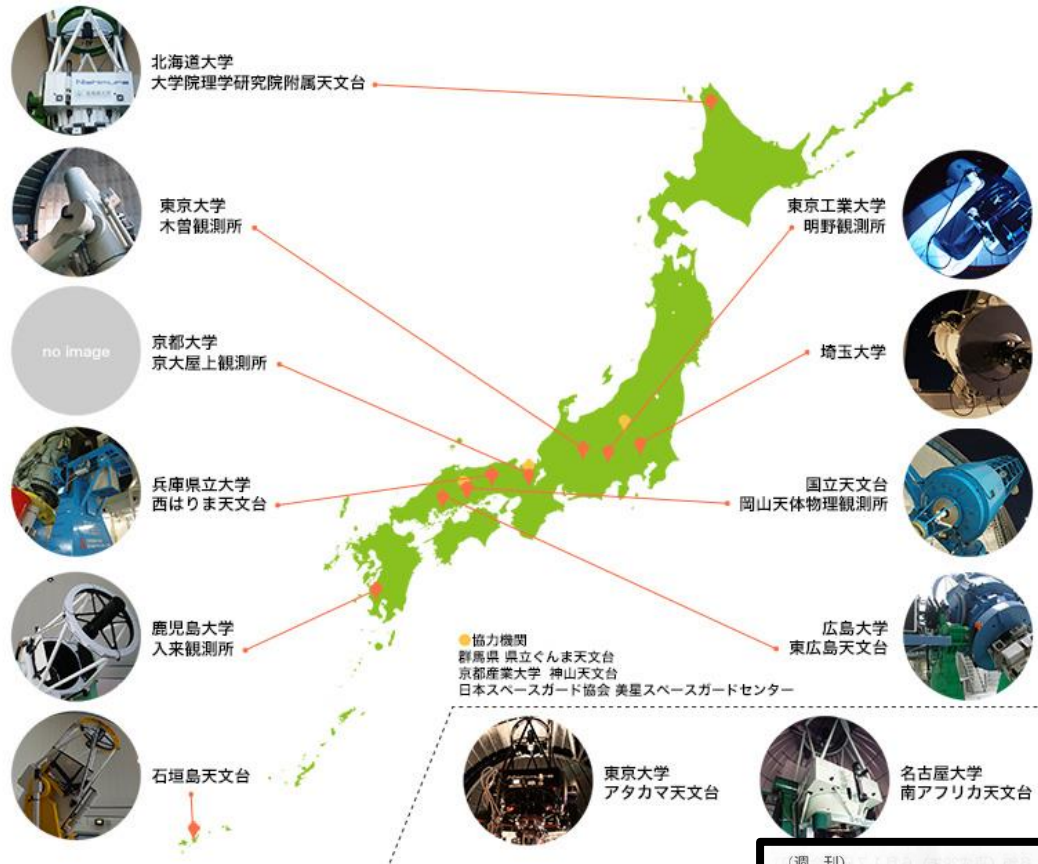 Nishimura
北海道大学
大学院理学研究院附属天文台
東京大学
木曽観測所
東京工業大学
明野観測所
no image
京都大学
京大屋上観測所
埼玉大学
兵庫県立大学
西はりま天文台
国立天文台
岡山天体物理観測所
鹿児島大学
入来観測所
協力機関
群馬県 県立ぐんま天文台
京都産業大学 神山天文台
日本スペースガード協会 美星スペースガードセンター
広島大学
東広島天文台
石垣島天文台
東京大学
アタカマ天文台
名古屋大学
南アフリカ天文台
(週 刊)